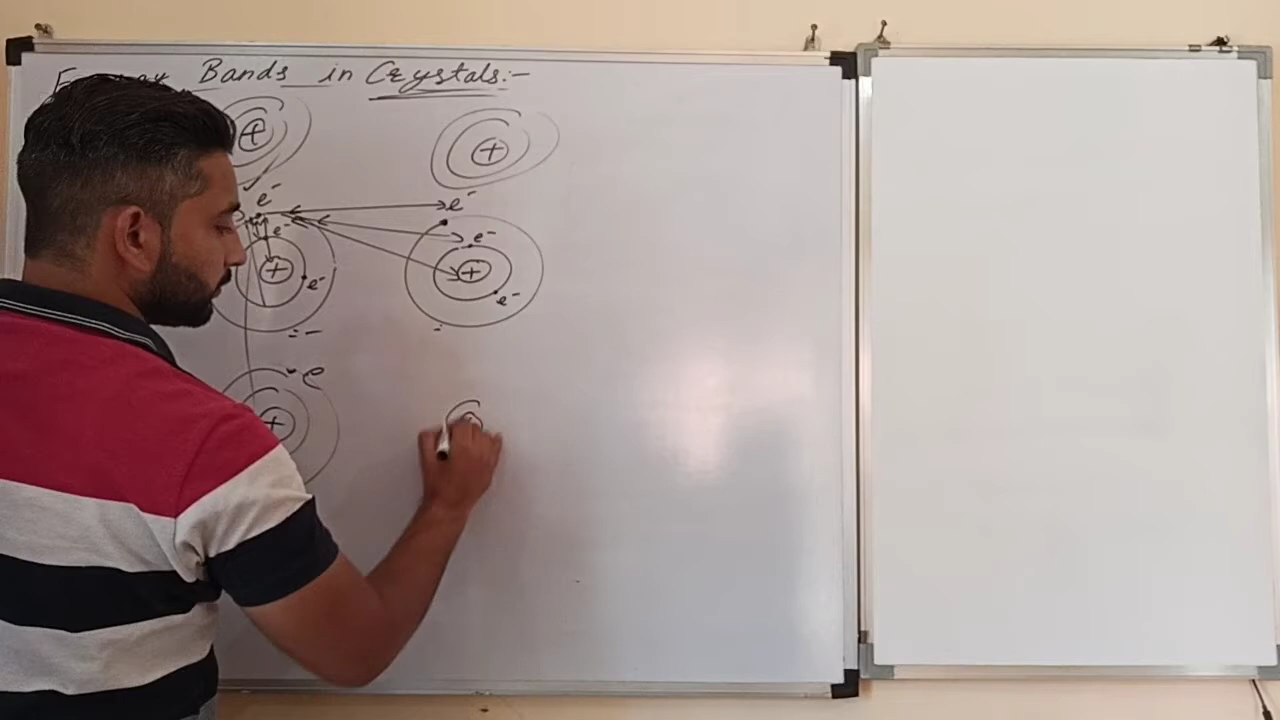 Bands in Crystals:-
+
+
e⁻
e⁻
e⁻
e⁻
+
e⁻
+
e⁻
e
+